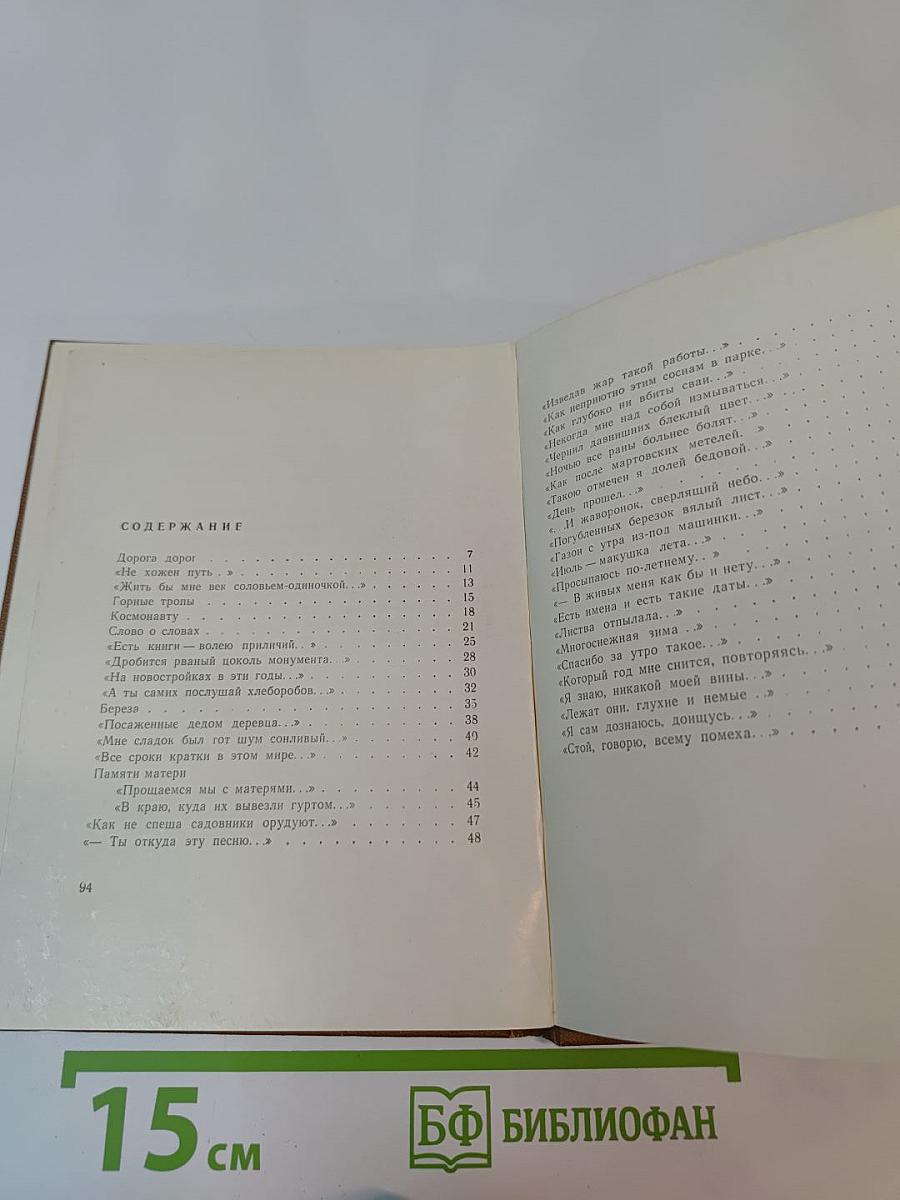 СОДЕРЖАНИЕ
Дорога дорог . . . . . . . . . . . . . . . . 7
«Не хожен путь . .» . . . . . . . . . . . . . 11
«Жить бы мне век соловьем-одиночкой. . .» . . . . . 13
Горные тропы . . . . . . . . . . . . . . . . 15
Космонавту . . . . . . . . . . . . . . . . . 18
Слово о словах . . . . . . . . . . . . . . . 21
«Есть книги — волею приличий. . » . . . . . . . . 25
«Дробится рваный цоколь монумента. . .» . . . . . . 28
«На новостройках в эти годы. . .» . . . . . . . . 30
«А ты самих послушай хлеборобов. . .» . . . . . . . 32
Береза . . . . . . . . . . . . . . . . . . . 35
«Посаженные дедом деревца. . .» . . . . . . . . . 38
«Мне сладок был тот шум сонливый. . .» . . . . . . 40
«Все сроки кратки в этом мире. . .» . . . . . . . . 42
Памяти матери
«Прощаемся мы с матерями. . .» . . . . . . . . 44
«В краю, куда их вывезли гуртом. . .» . . . . . . 45
«Как не спеша садовники орудуют. . .» . . . . . . . 47
«— Ты откуда эту песню. . .» . . . . . . . . . . 48
94
«Изведав жар такой работы. . .» . . . . . .
«Как неприютно этим соснам в парке. . .» . . . .
«Как глубоко ни вбиты сваи. . .» . . . . . .
«Некогда мне над собой измываться. . .» . . . .
«Чернил давнишних блеклый цвет. . .» . . . . .
«Ночью все раны больнее болят. . .» . . . . .
«Как после мартовских метелей. » . . . . . .
«Такою отмечен я долей бедовой. . .» . . . . .
«День прошел. . .» . . . . . . . . . .
«. . .И жаворонок, сверлящий небо. . .» . . . . .
«Погубленных березок вялый лист. . .» . . . . .
«Газон с утра из-под машинки. . .» . . . . . .
«Июль — макушка лета. . .» . . . . . . . .
«Просыпаюсь по-летнему. . » . . . . . . .
«— В живых меня как бы и нету. . .» . . . . .
«Есть имена и есть такие даты. . .» . . . . . .
«Листва отпылала. . .» . . . . . . . . .
«Многоснежная зима . .» . . . . . . . .
«Спасибо за утро такое. . .» . . . . . . .
«Который год мне снится, повторяясь. . .» . . . .
«Я знаю, никакой моей вины. . .» . . . . . .
«Лежат они, глухие и немые . .» . . . . . .
«Я сам дознаюсь, доищусь. . .» . . . . . .
«Стой, говорю, всему помеха. . .» . . . . . .
15 см
БФ БИБЛИОФАН